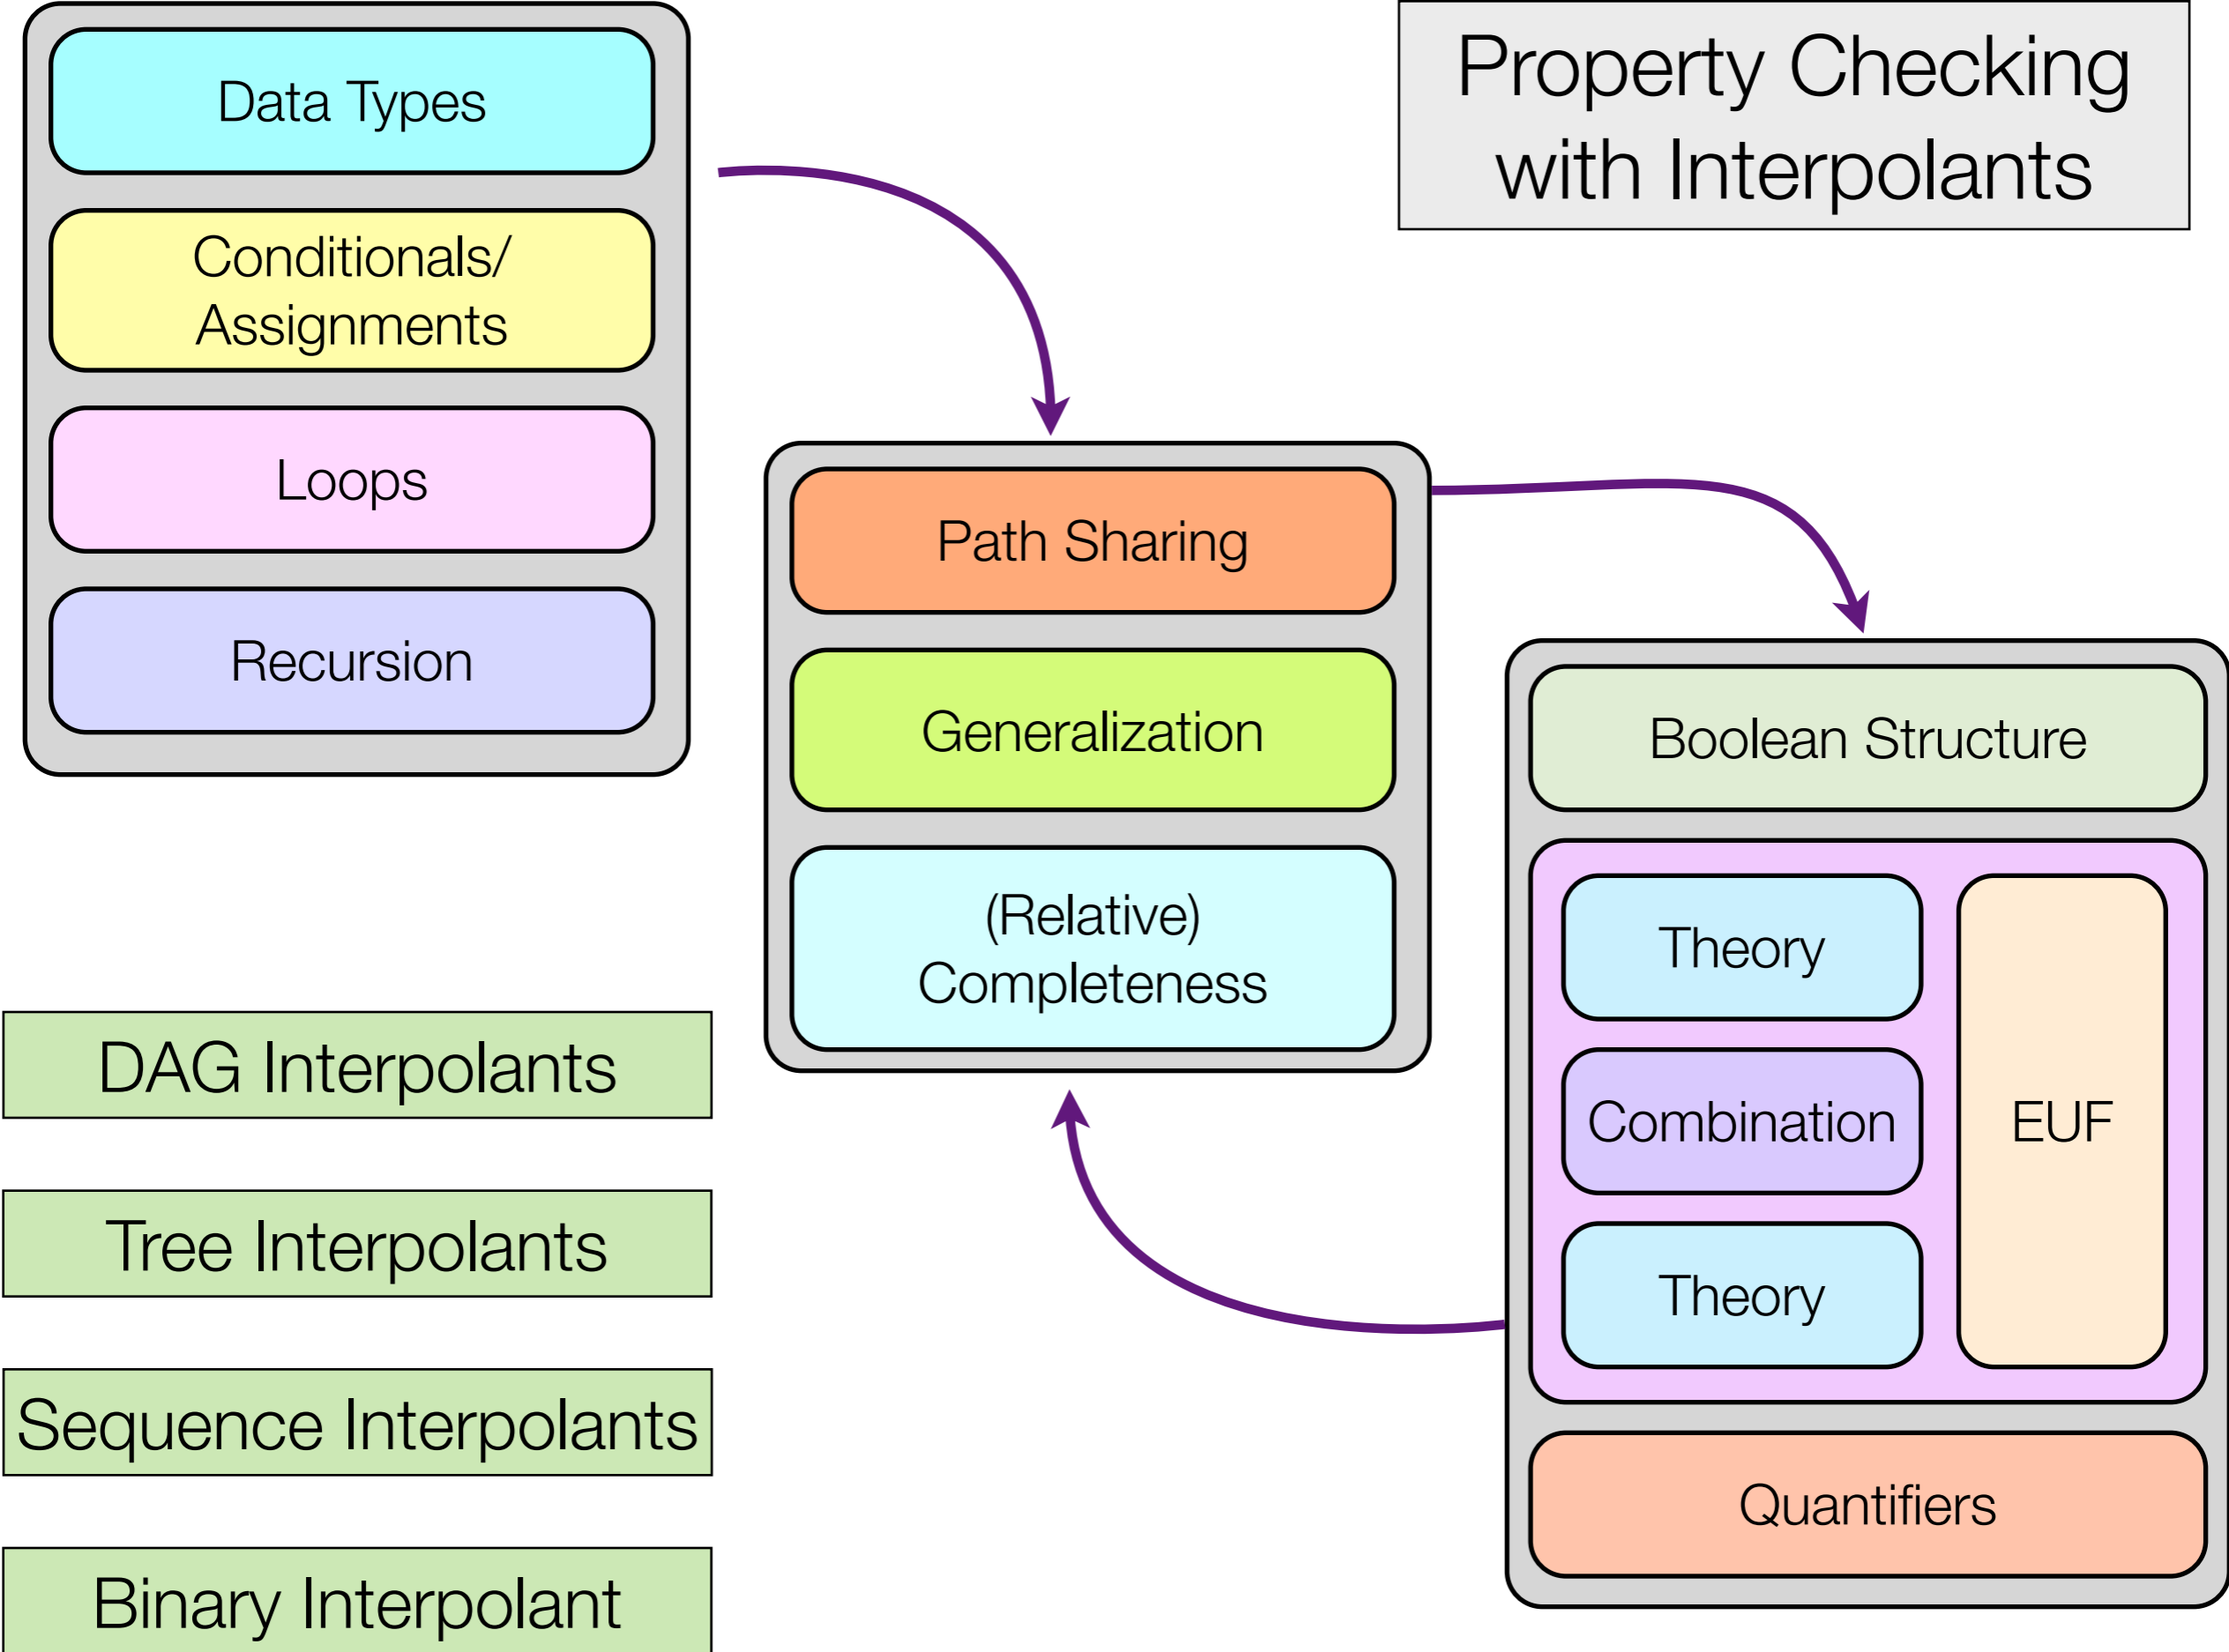 Property Checking
with Interpolants
Data Types
Conditionals/
Assignments
Loops
Recursion
Path Sharing
Generalization
(Relative)
Completeness
Boolean Structure
Theory
Combination
Theory
EUF
Quantifiers
DAG Interpolants
Tree Interpolants
Sequence Interpolants
Binary Interpolant